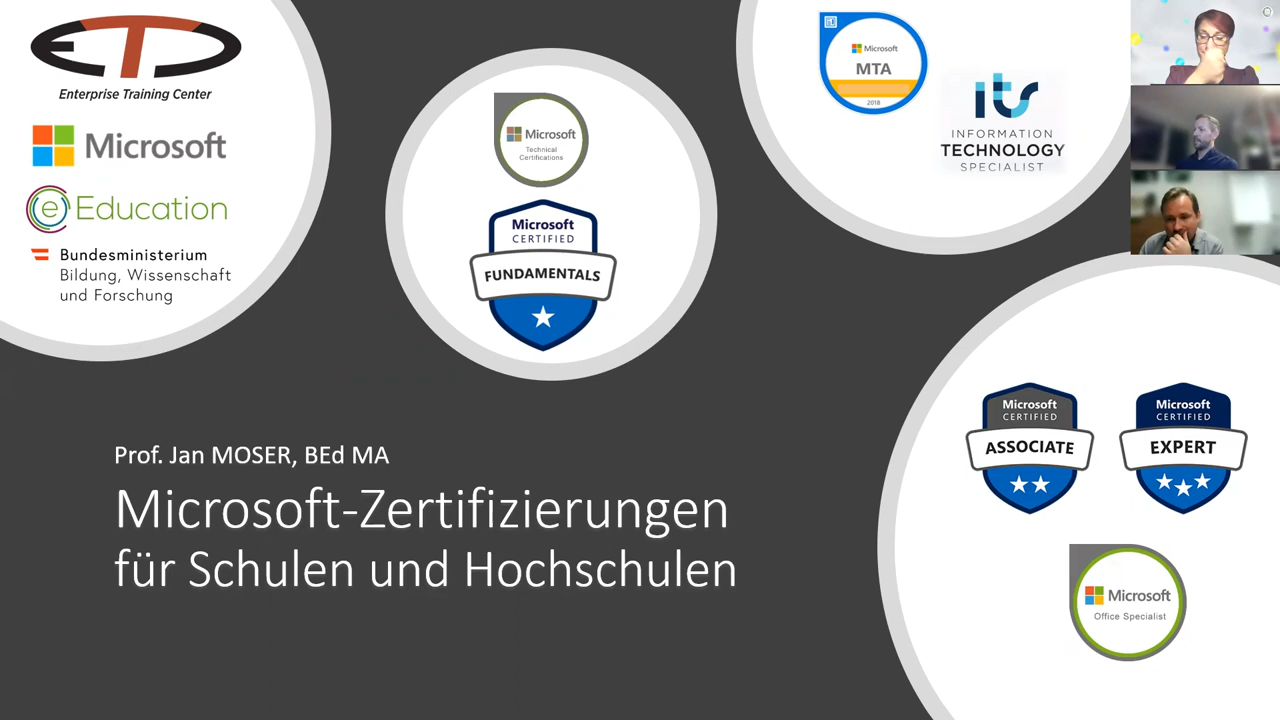 ETC
Enterprise Training Center
Microsoft
e Education
Bundesministerium
Bildung, Wissenschaft
und Forschung
Microsoft
Technical
Certifications
Microsoft
CERTIFIED
FUNDAMENTALS
Microsoft
MTA
2018
its
INFORMATION
TECHNOLOGY
SPECIALIST
Microsoft
CERTIFIED
ASSOCIATE
Microsoft
CERTIFIED
EXPERT
Microsoft
Office Specialist
Prof. Jan MOSER, BEd MA
Microsoft-Zertifizierungen
für Schulen und Hochschulen